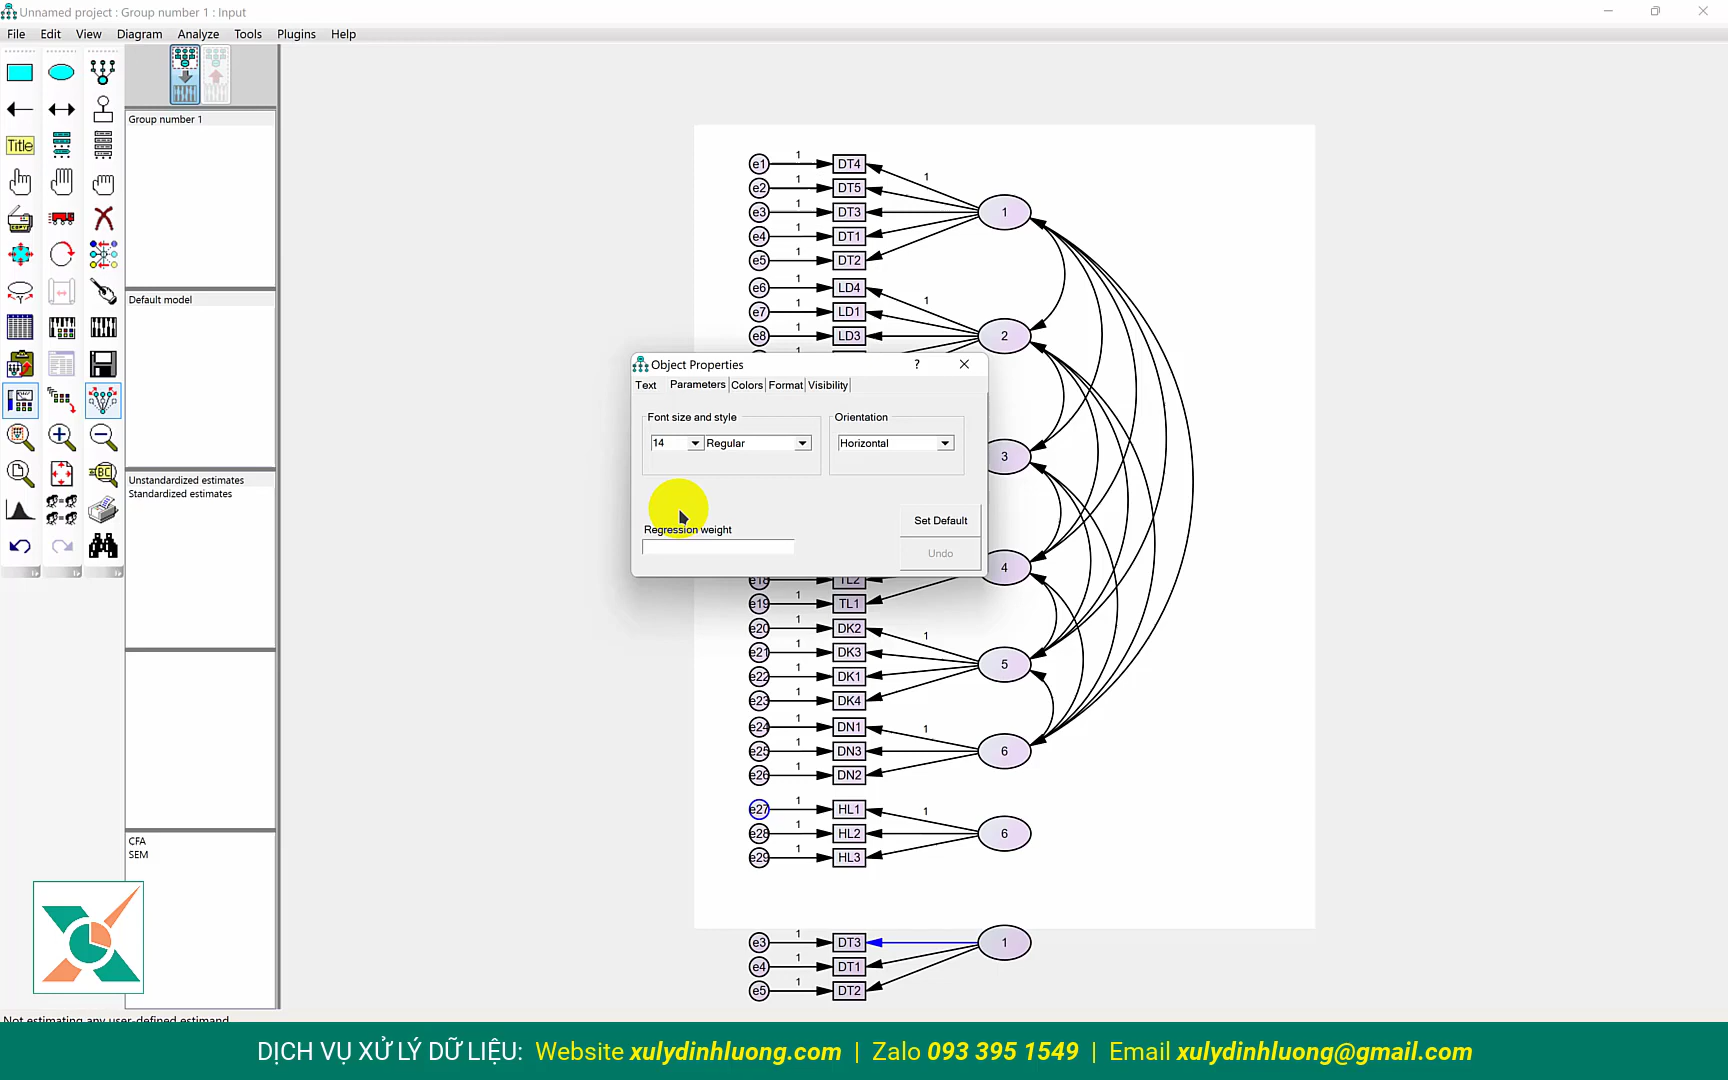 Unnamed project : Group number 1 : Input
File Edit View Diagram Analyze Tools Plugins Help
Title
Group number 1
Default model
Unstandardized estimates
Standardized estimates
CFA
SEM
e1 1 DT4
e2 1 DT5
e3 1 DT3
e4 1 DT1
e5 1 DT2
1 1
e6 1 LD4
e7 1 LD1
e8 1 LD3
1 2
Object Properties ?
Text Parameters Colors Format Visibility
Font size and style Orientation
14 Regular Horizontal
Regression weight
Set Default
Undo
3
4
e18 TL2
e19 1 TL1
e20 1 DK2
e21 1 DK3
e22 1 DK1
e23 1 DK4
1 5
e24 1 DN1
e25 1 DN3
e26 1 DN2
1 6
e27 1 HL1
e28 1 HL2
e29 1 HL3
1 6
e3 1 DT3
e4 1 DT1
e5 1 DT2
1
DỊCH VỤ XỬ LÝ DỮ LIỆU: Website xulydinhluong.com | Zalo 093 395 1549 | Email xulydinhluong@gmail.com